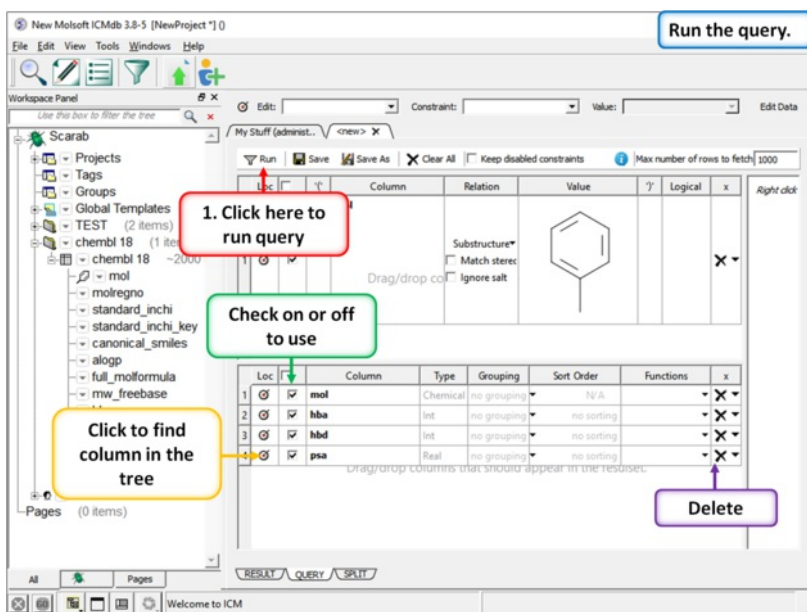 New Molsoft ICMdb 3.8-5 [NewProject *] ()
Run the query.
File Edit View Tools Windows Help
Workspace Panel
Use this box to filter the tree
Edit: Constraint: Value: Edit Data
My Stuff (administ.. <new>
Run Save Save As Clear All Keep disabled constraints Max number of rows to fetch 1000
Scarab
Projects
Tags
Groups
Global Templates
TEST (2 items)
chembl 18 (1 ite
chembl 18 ~2000
mol
molregno
standard_inchi
standard_inchi_key
canonical_smiles
alogp
full_molformula
mw_freebase
Pages (0 items)
All Pages
Loc '(' Column Relation Value ')' Logical x
Right click
1. Click here to
run query
1
Substructure
Match stereo
Ignore salt
Drag/drop co
Check on or off
to use
Loc Column Type Grouping Sort Order Functions x
1 mol Chemical no grouping N/A
2 hba Int no grouping no sorting
3 hbd Int no grouping no sorting
4 psa Real no grouping no sorting
Drag/drop columns that should appear in the resultset.
Click to find
column in the
tree
Delete
RESULT QUERY SPLIT
Welcome to ICM